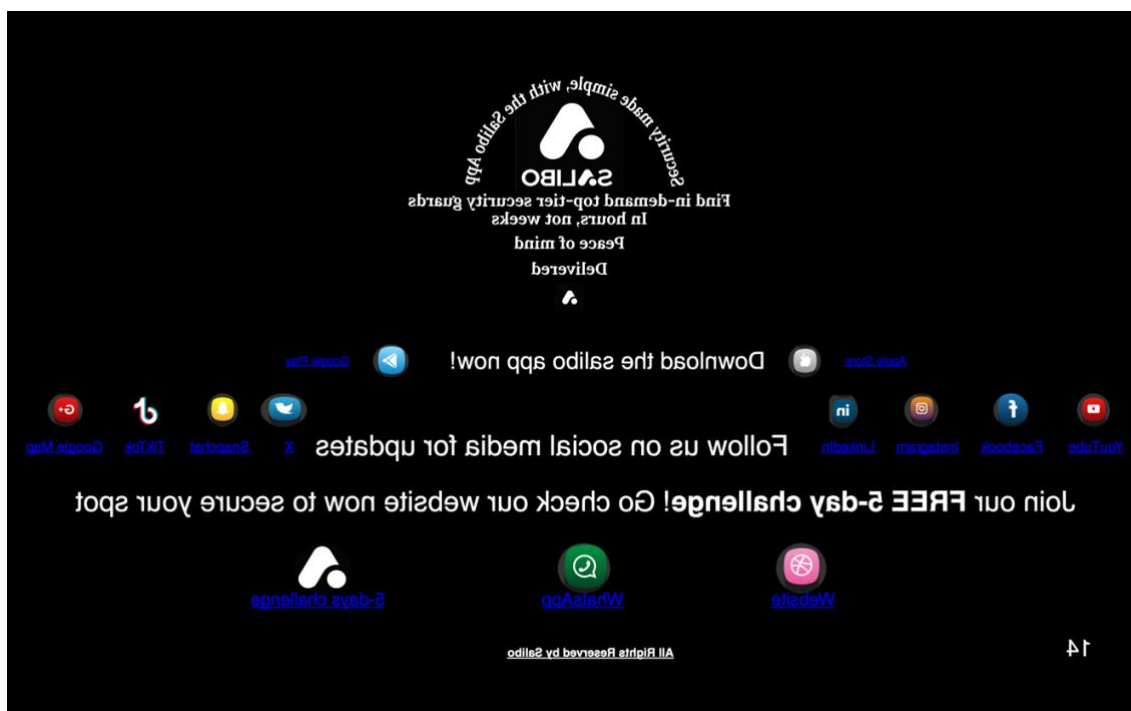 Security made simple, with the Salibo App
SALIBO
Find in-demand top-tier security guards
In hours, not weeks
Peace of mind
Delivered
Apple Store Download the salibo app now! Google Play
YouTube Facebook Instagram LinkedIn Follow us on social media for updates X Snapchat TikTok Google Map
Join our FREE 5-day challenge! Go check our website now to secure your spot
Website WhatsApp 5-days challenge
14
All Rights Reserved by Salibo